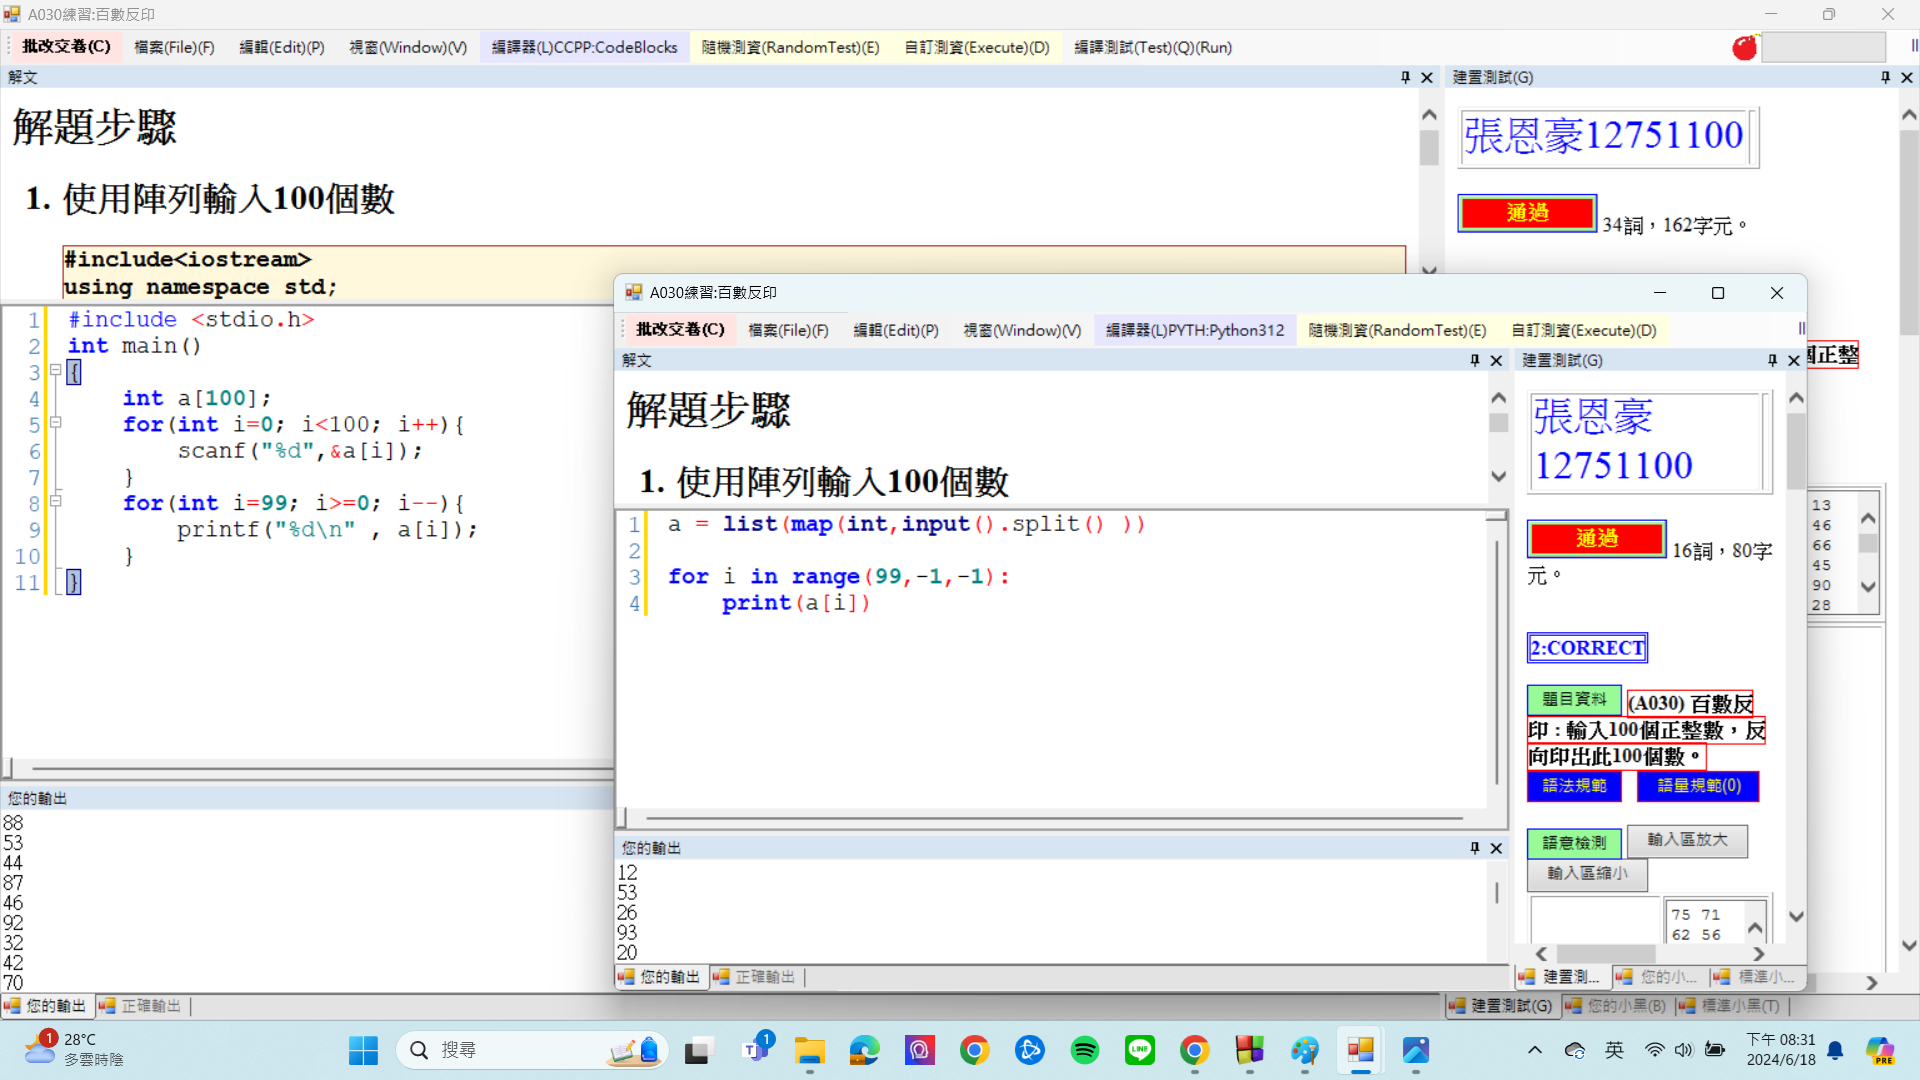 A030練習:百數反印
批改交卷(C) 檔案(File)(F) 編輯(Edit)(P) 視窗(Window)(V) 編譯器(L)CCPP:CodeBlocks 隨機測資(RandomTest)(E) 自訂測資(Execute)(D) 編譯測試(Test)(Q)(Run)
解文
解題步驟
1. 使用陣列輸入100個數
#include<iostream>
using namespace std;
1 #include <stdio.h>
2 int main()
3 {
4 int a[100];
5 for(int i=0; i<100; i++){
6 scanf("%d",&a[i]);
7 }
8 for(int i=99; i>=0; i--){
9 printf("%d\n" , a[i]);
10 }
11 }
您的輸出
88
53
44
87
46
92
32
42
70
您的輸出 正確輸出
建置測試(G)
張恩豪12751100
通過 34詞，162字元。
個正整
13
46
66
45
90
28
建置測試(G) 您的小黑(B) 標準小黑(T)
A030練習:百數反印
批改交卷(C) 檔案(File)(F) 編輯(Edit)(P) 視窗(Window)(V) 編譯器(L)PYTH:Python312 隨機測資(RandomTest)(E) 自訂測資(Execute)(D)
解文
解題步驟
1. 使用陣列輸入100個數
1 a = list(map(int,input().split() ))
2
3 for i in range(99,-1,-1):
4 print(a[i])
您的輸出
12
53
26
93
20
您的輸出 正確輸出
建置測試(G)
張恩豪
12751100
通過 16詞，80字
元。
2:CORRECT
題目資料 (A030) 百數反
印 : 輸入100個正整數，反
向印出此100個數。
語法規範 語量規範(0)
語意檢測 輸入區放大
輸入區縮小
75 71
62 56
建置測... 您的小... 標準小...
1 28°C
多雲時陰
搜尋
1
LINE
英
下午 08:31
2024/6/18
PRE